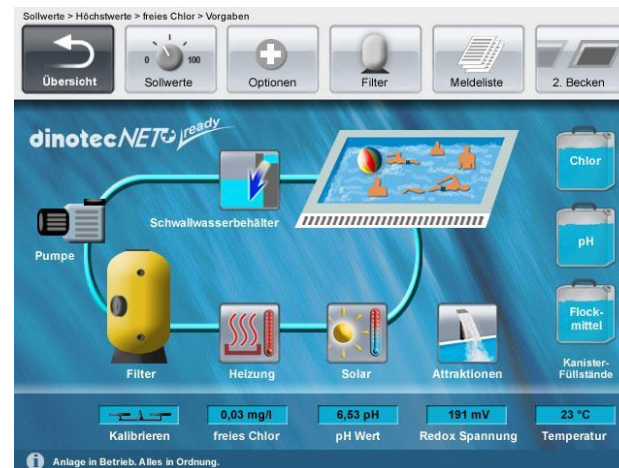 Sollwerte > Höchstwerte > freies Chlor > Vorgaben
Übersicht
0 100
Sollwerte
Optionen
Filter
Meldeliste
2. Becken
dinotecNET+ ready
Chlor
Schwallwasserbehälter
Pumpe
pH
Flock-
mittel
Filter
Heizung
Solar
Attraktionen
Kanister-
Füllstände
0,03 mg/l
6,53 pH
191 mV
23 °C
Kalibrieren
freies Chlor
pH Wert
Redox Spannung
Temperatur
Anlage in Betrieb. Alles in Ordnung.